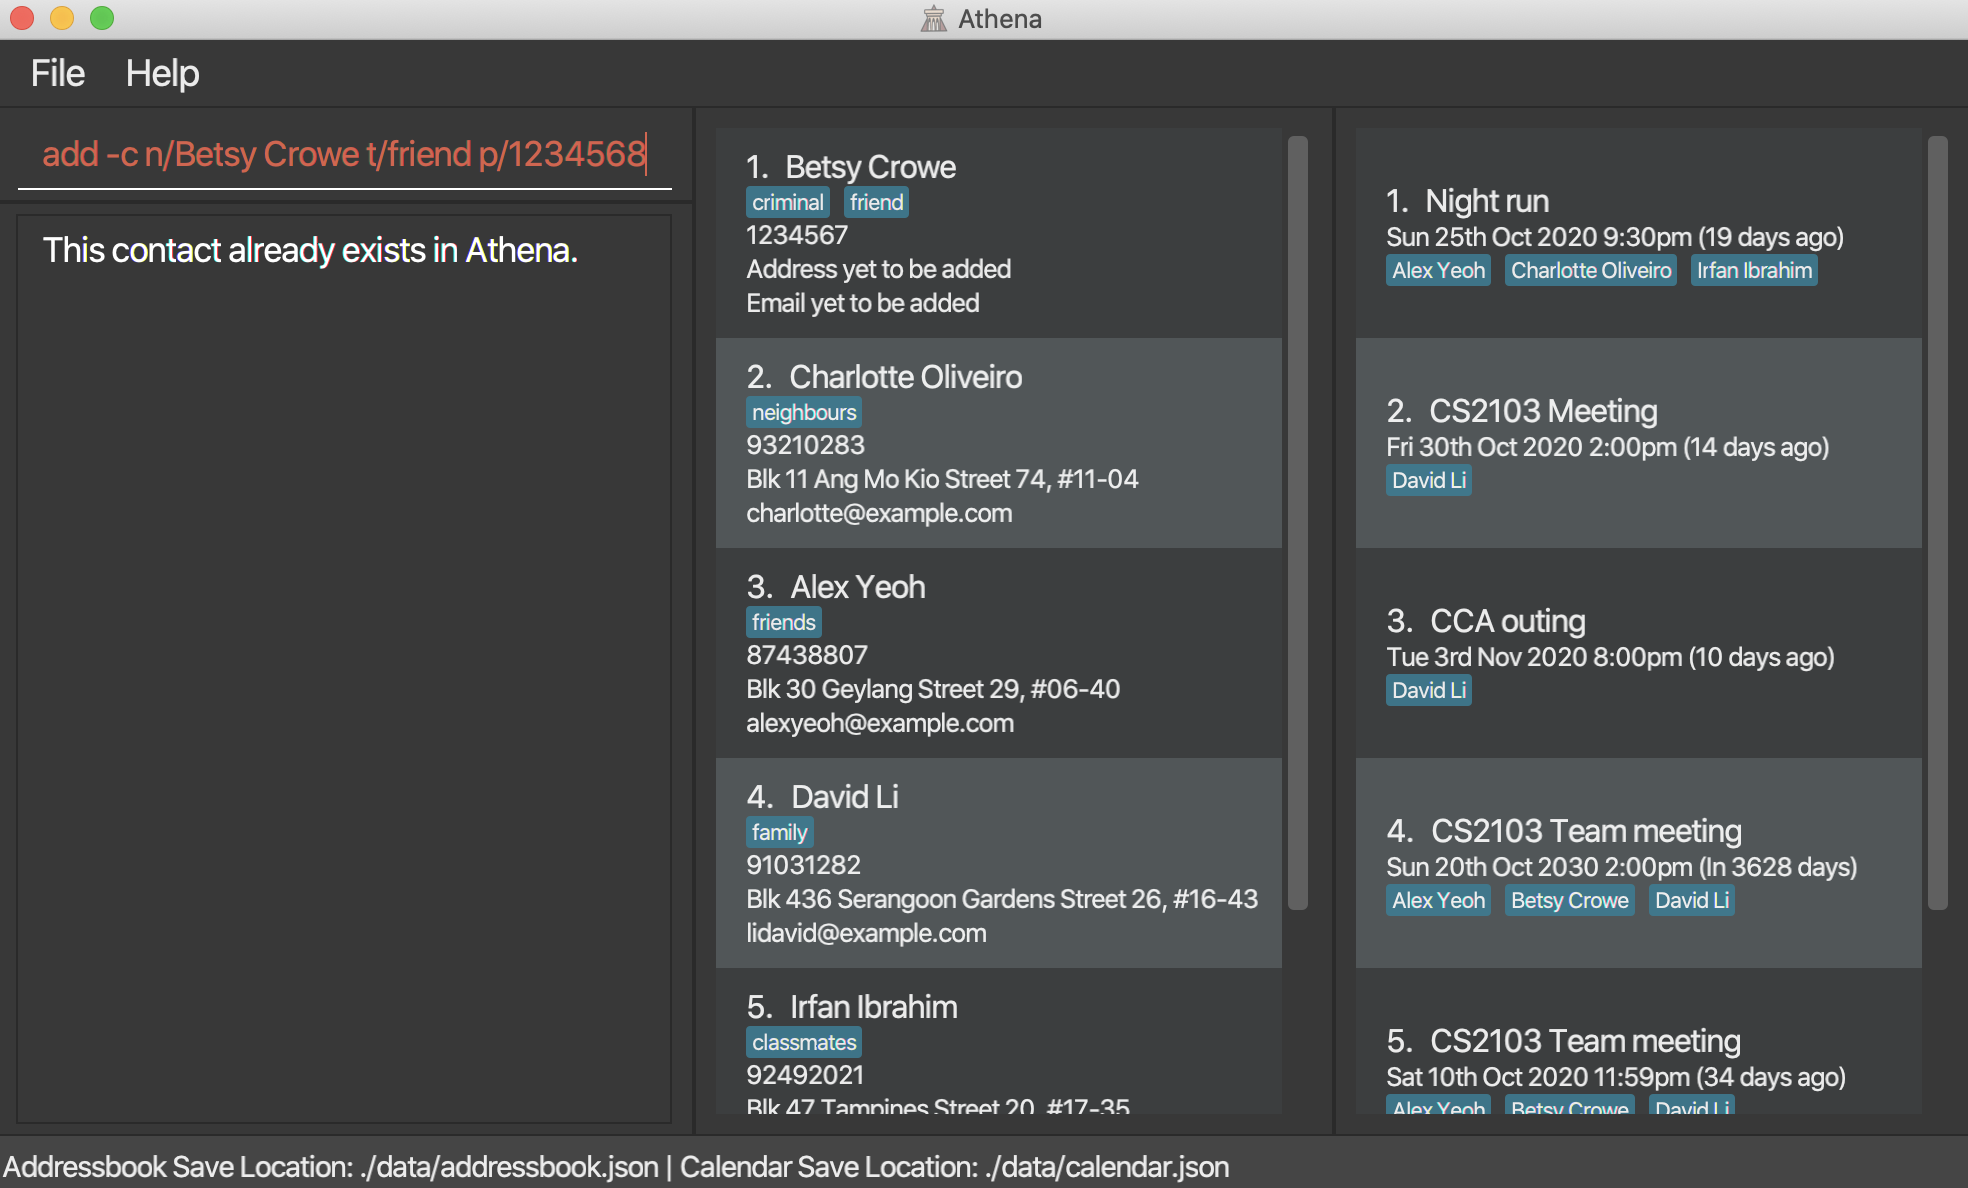 Athena
File Help
add -c n/Betsy Crowe t/friend p/1234568
This contact already exists in Athena.
1. Betsy Crowe
criminal friend
1234567
Address yet to be added
Email yet to be added
2. Charlotte Oliveiro
neighbours
93210283
Blk 11 Ang Mo Kio Street 74, #11-04
charlotte@example.com
3. Alex Yeoh
friends
87438807
Blk 30 Geylang Street 29, #06-40
alexyeoh@example.com
4. David Li
family
91031282
Blk 436 Serangoon Gardens Street 26, #16-43
lidavid@example.com
5. Irfan Ibrahim
classmates
92492021
Blk 47 Tampines Street 20, #17-35
1. Night run
Sun 25th Oct 2020 9:30pm (19 days ago)
Alex Yeoh Charlotte Oliveiro Irfan Ibrahim
2. CS2103 Meeting
Fri 30th Oct 2020 2:00pm (14 days ago)
David Li
3. CCA outing
Tue 3rd Nov 2020 8:00pm (10 days ago)
David Li
4. CS2103 Team meeting
Sun 20th Oct 2030 2:00pm (In 3628 days)
Alex Yeoh Betsy Crowe David Li
5. CS2103 Team meeting
Sat 10th Oct 2020 11:59pm (34 days ago)
Alex Yeoh Betsy Crowe David Li
Addressbook Save Location: ./data/addressbook.json | Calendar Save Location: ./data/calendar.json